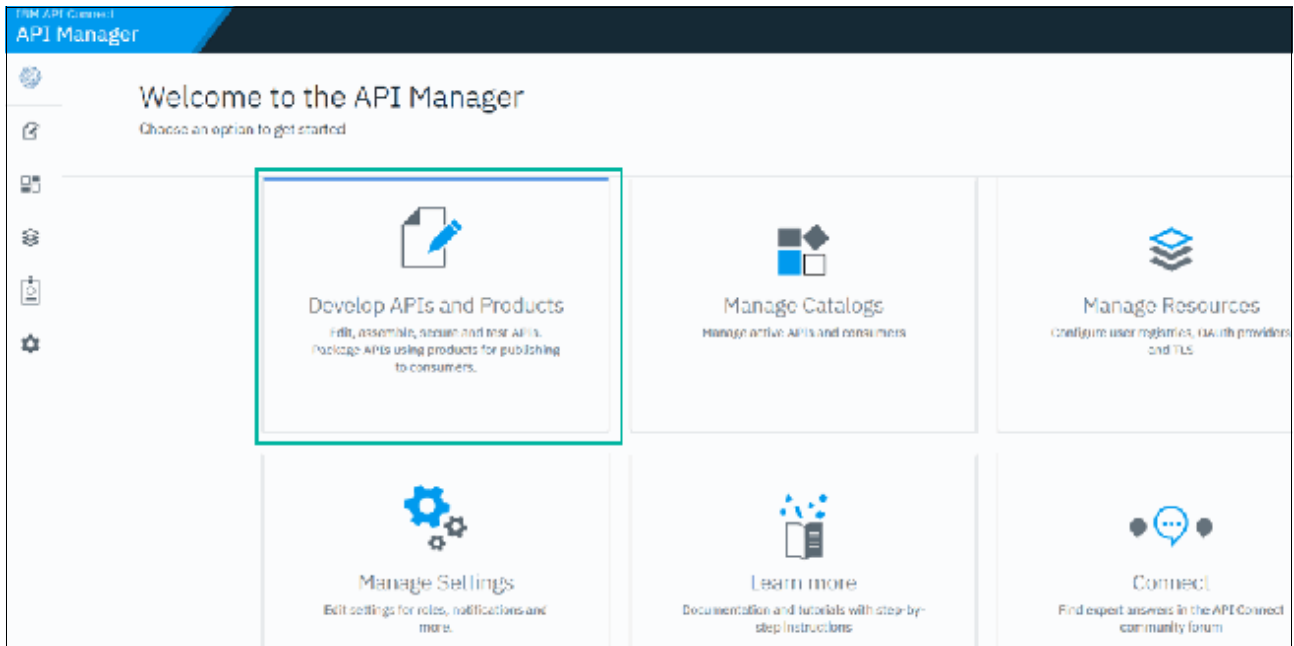 IBM API Connect
API Manager
Welcome to the API Manager
Choose an option to get started
Develop APIs and Products
Edit, assemble, secure and test APIs.
Package APIs using products for publishing
to consumers.
Manage Catalogs
Manage active APIs and consumers
Manage Resources
Configure user registries, OAuth providers
and TLS
Manage Settings
Edit settings for roles, notifications and
more.
Learn more
Documentation and tutorials with step-by-
step instructions
Connect
Find expert answers in the API Connect
community forum